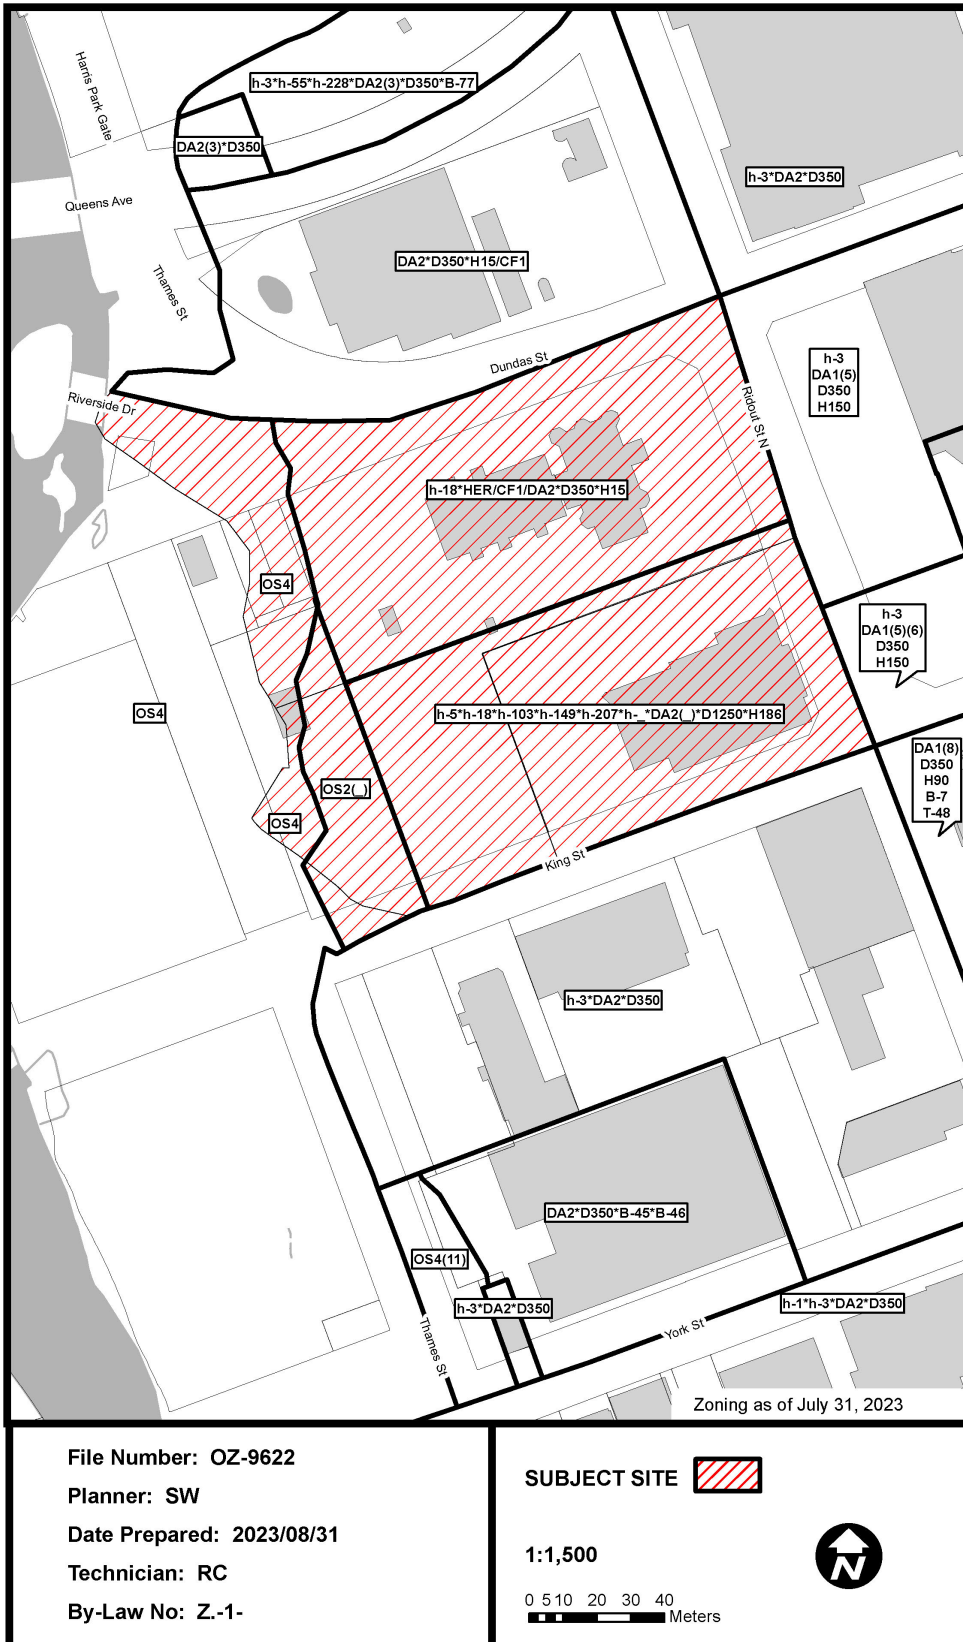 Harris Park Gate
h-3*h-55*h-228*DA2(3)*D350*B-77
DA2(3)*D350
h-3*DA2*D350
Queens Ave
DA2*D350*H15/CF1
Thames St
Dundas St
h-3
DA1(5)
D350
H150
Riverside Dr
Ridout St N
h-18*HER/CF1/DA2*D350*H15
OS4
h-3
DA1(5)(6)
D350
H150
OS4
h-5*h-18*h-103*h-149*h-207*h-_*DA2(_)*D1250*H186
DA1(8)
D350
H90
B-7
T-48
OS2(_)
OS4
King St
h-3*DA2*D350
DA2*D350*B-45*B-46
OS4(11)
h-3*DA2*D350
h-1*h-3*DA2*D350
Thames St
York St
Zoning as of July 31, 2023
File Number: OZ-9622
Planner: SW
Date Prepared: 2023/08/31
Technician: RC
By-Law No: Z.-1-
SUBJECT SITE
1:1,500
0 5 10 20 30 40
Meters
N